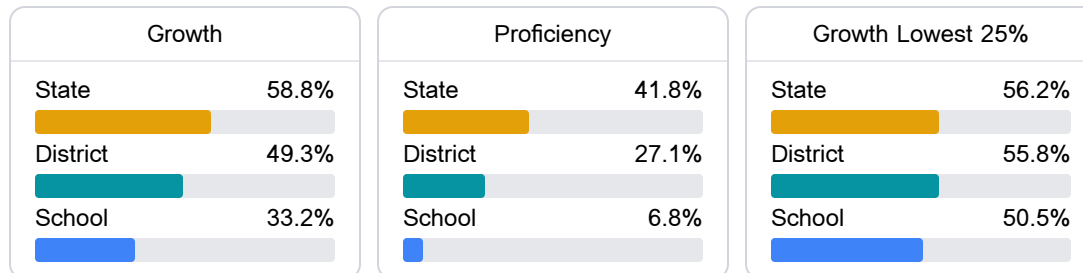 Growth
State 58.8%
District 49.3%
School 33.2%
Proficiency
State 41.8%
District 27.1%
School 6.8%
Growth Lowest 25%
State 56.2%
District 55.8%
School 50.5%